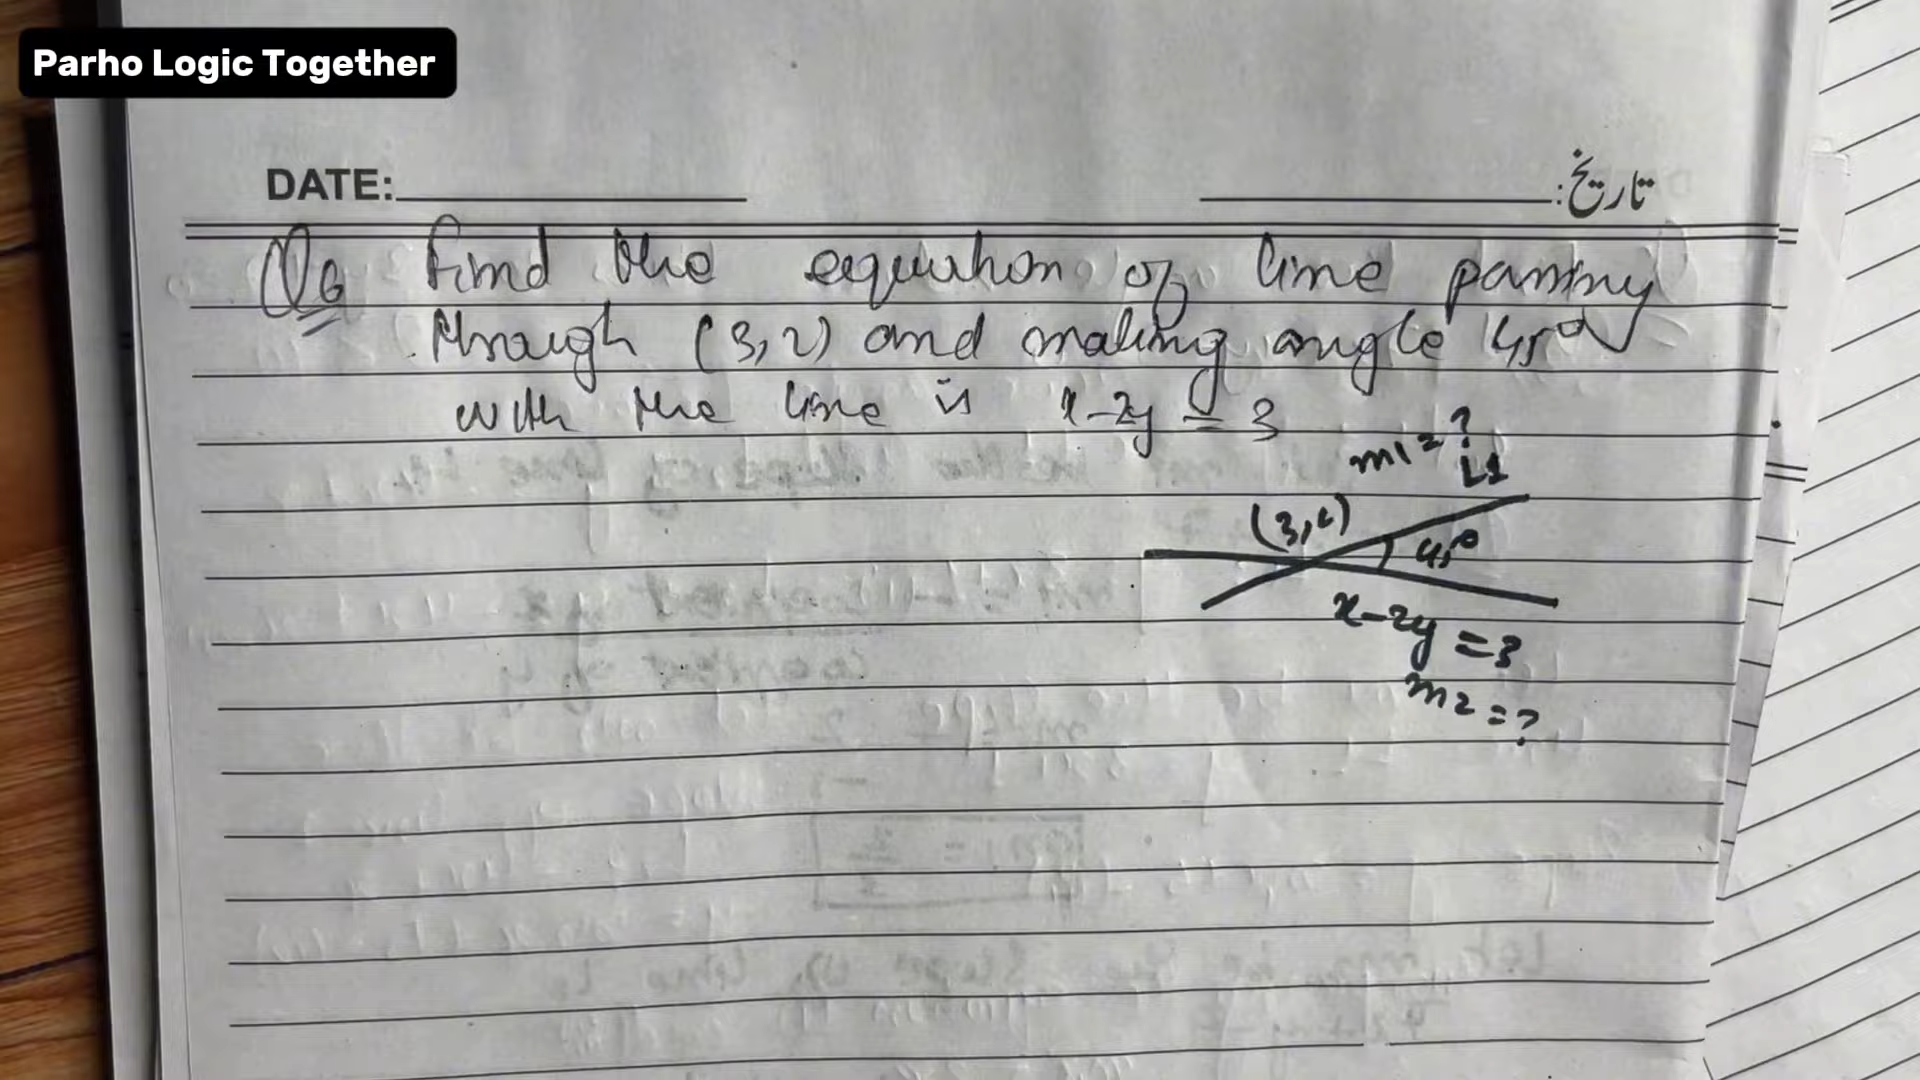 Parho Logic Together
DATE:
تاریخ:
Q6 Find the equation of line passing
through (3,2) and making angle 45°
with the line is x-2y = 3
m1 = ?
L1
(3,2)
45°
x-2y = 3
m2 = ?